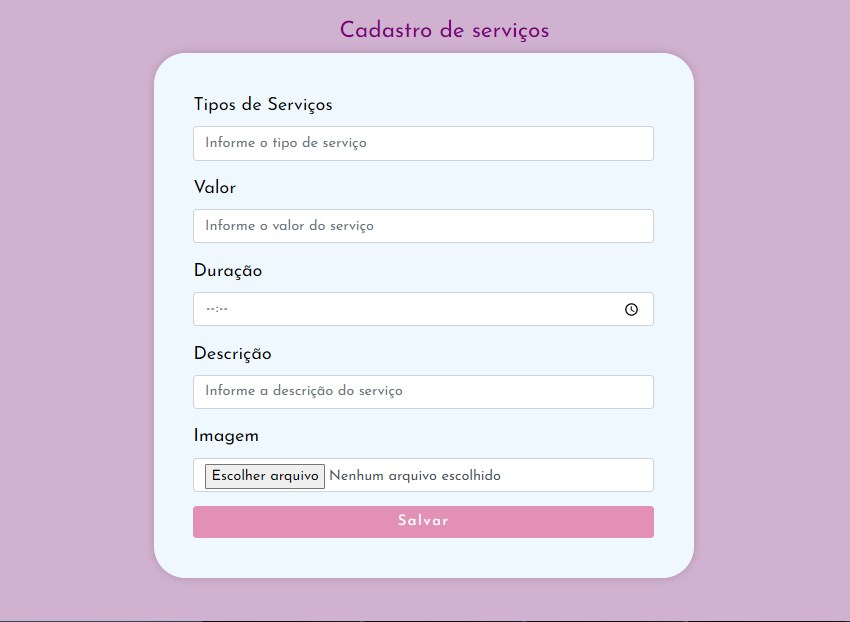 Cadastro de serviços
Tipos de Serviços
Informe o tipo de serviço
Valor
Informe o valor do serviço
Duração
--:--
Descrição
Informe a descrição do serviço
Imagem
Escolher arquivo Nenhum arquivo escolhido
Salvar